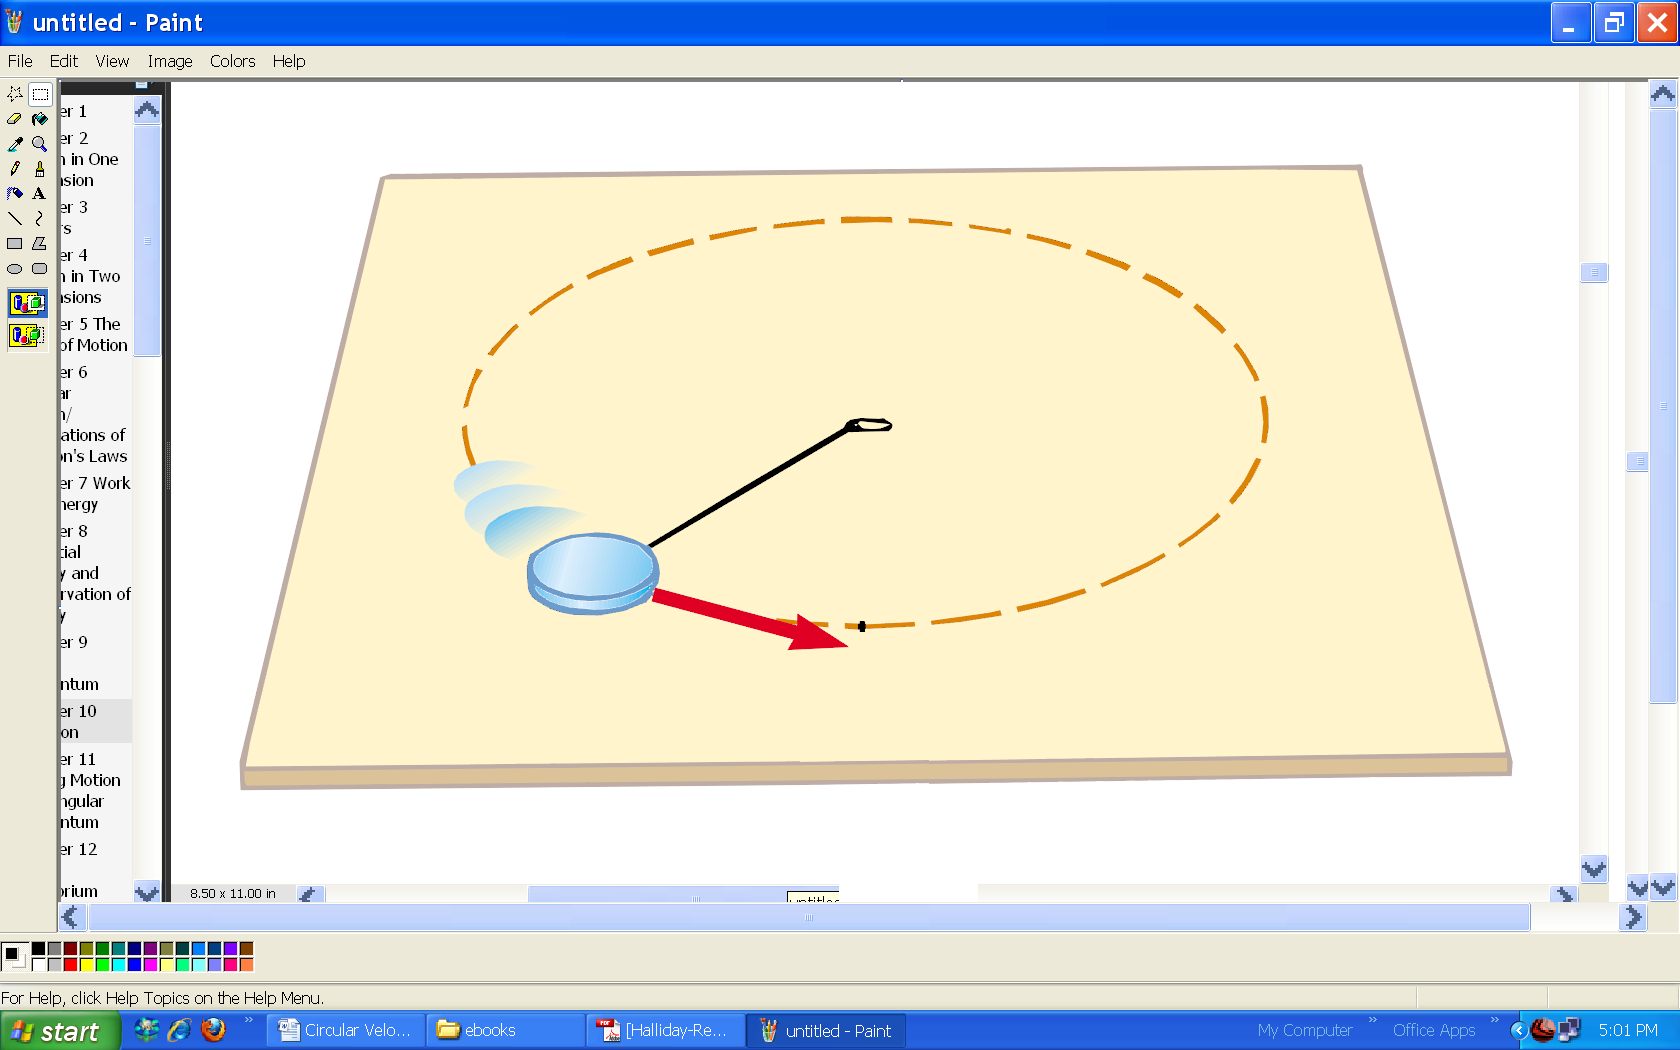 untitled - Paint
File Edit View Image Colors Help
er 1
er 2
n in One
nsion
er 3
rs
er 4
n in Two
nsions
er 5 The
of Motion
er 6
ar
n/
ations of
on's Laws
er 7 Work
nergy
er 8
tial
y and
ervation of
y
er 9
ntum
er 10
on
er 11
g Motion
ngular
ntum
er 12
orium
8.50 x 11.00 in
untitled
For Help, click Help Topics on the Help Menu.
start
Circular Velo...
ebooks
[Halliday-Re...
untitled - Paint
My Computer
Office Apps
5:01 PM